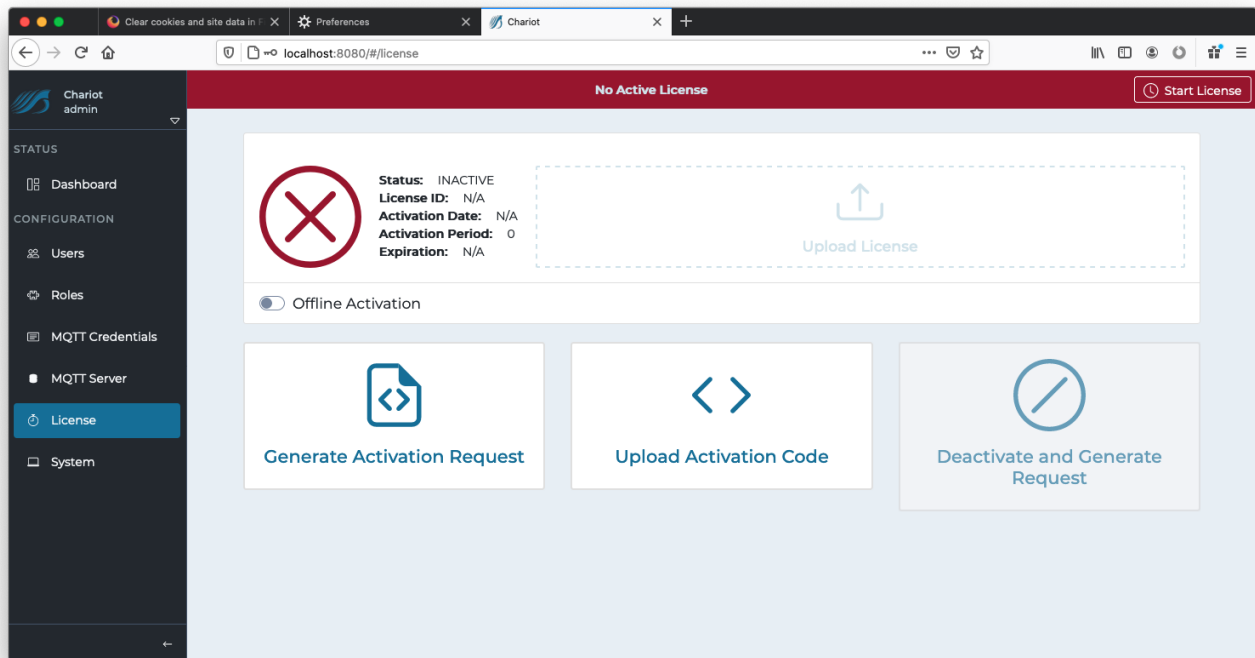 Clear cookies and site data in F
Preferences
Chariot
localhost:8080/#/license
Chariot
admin
No Active License
Start License
STATUS
Dashboard
CONFIGURATION
Users
Roles
MQTT Credentials
MQTT Server
License
System
Status: INACTIVE
License ID: N/A
Activation Date: N/A
Activation Period: 0
Expiration: N/A
Upload License
Offline Activation
Generate Activation Request
Upload Activation Code
Deactivate and Generate
Request